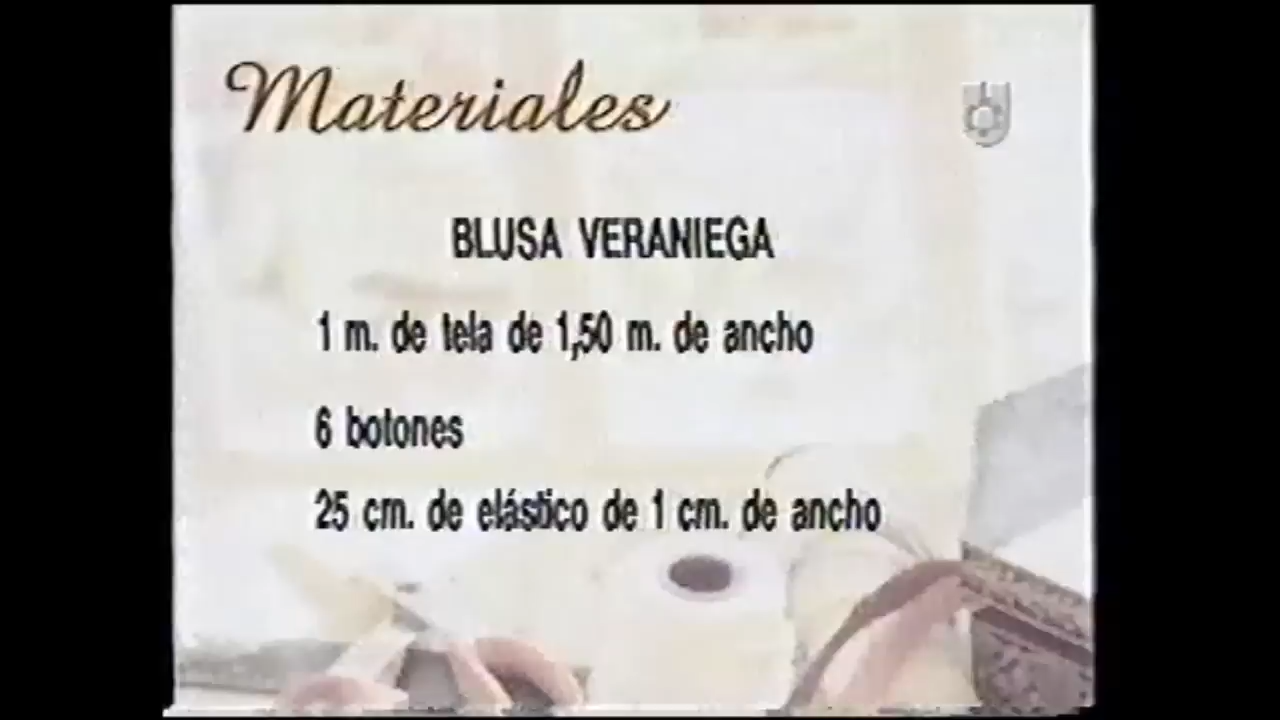 Materiales
BLUSA VERANIEGA
1 m. de tela de 1,50 m. de ancho
6 botones
25 cm. de elástico de 1 cm. de ancho